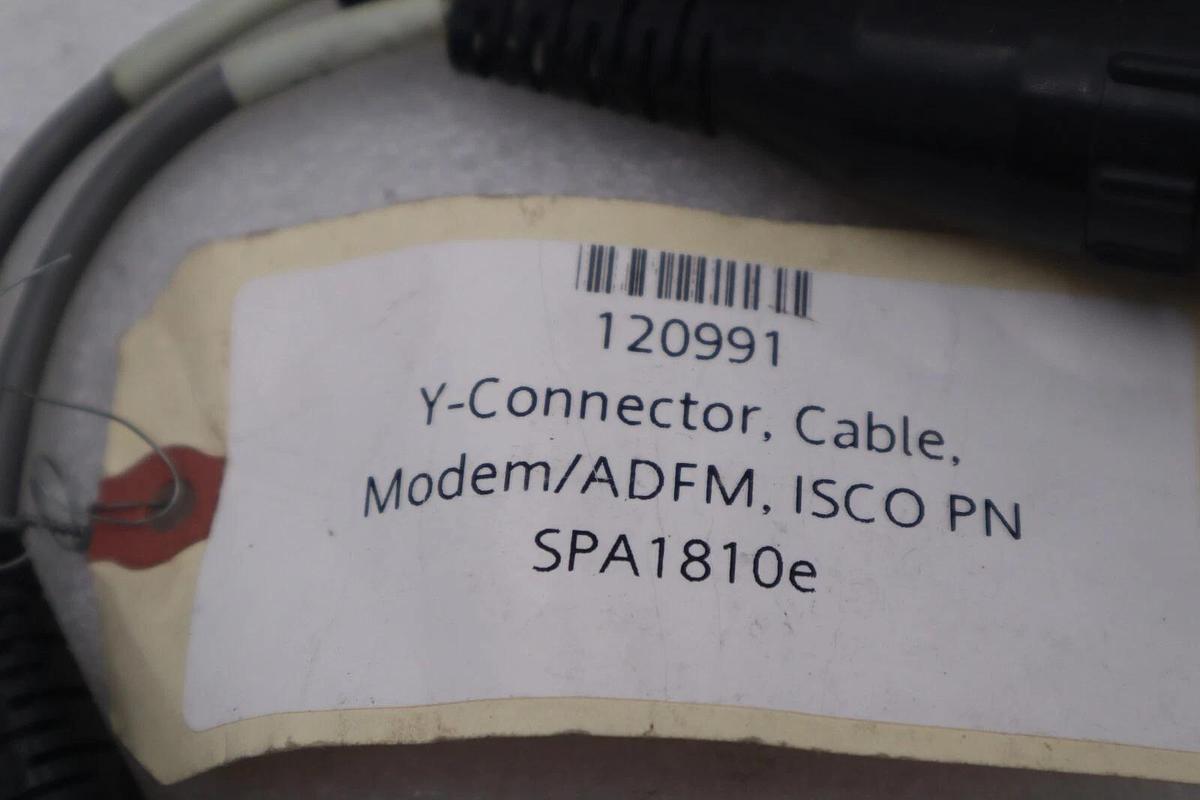 120991
Y-Connector, Cable,
Modem/ADFM, ISCO PN
SPA1810e